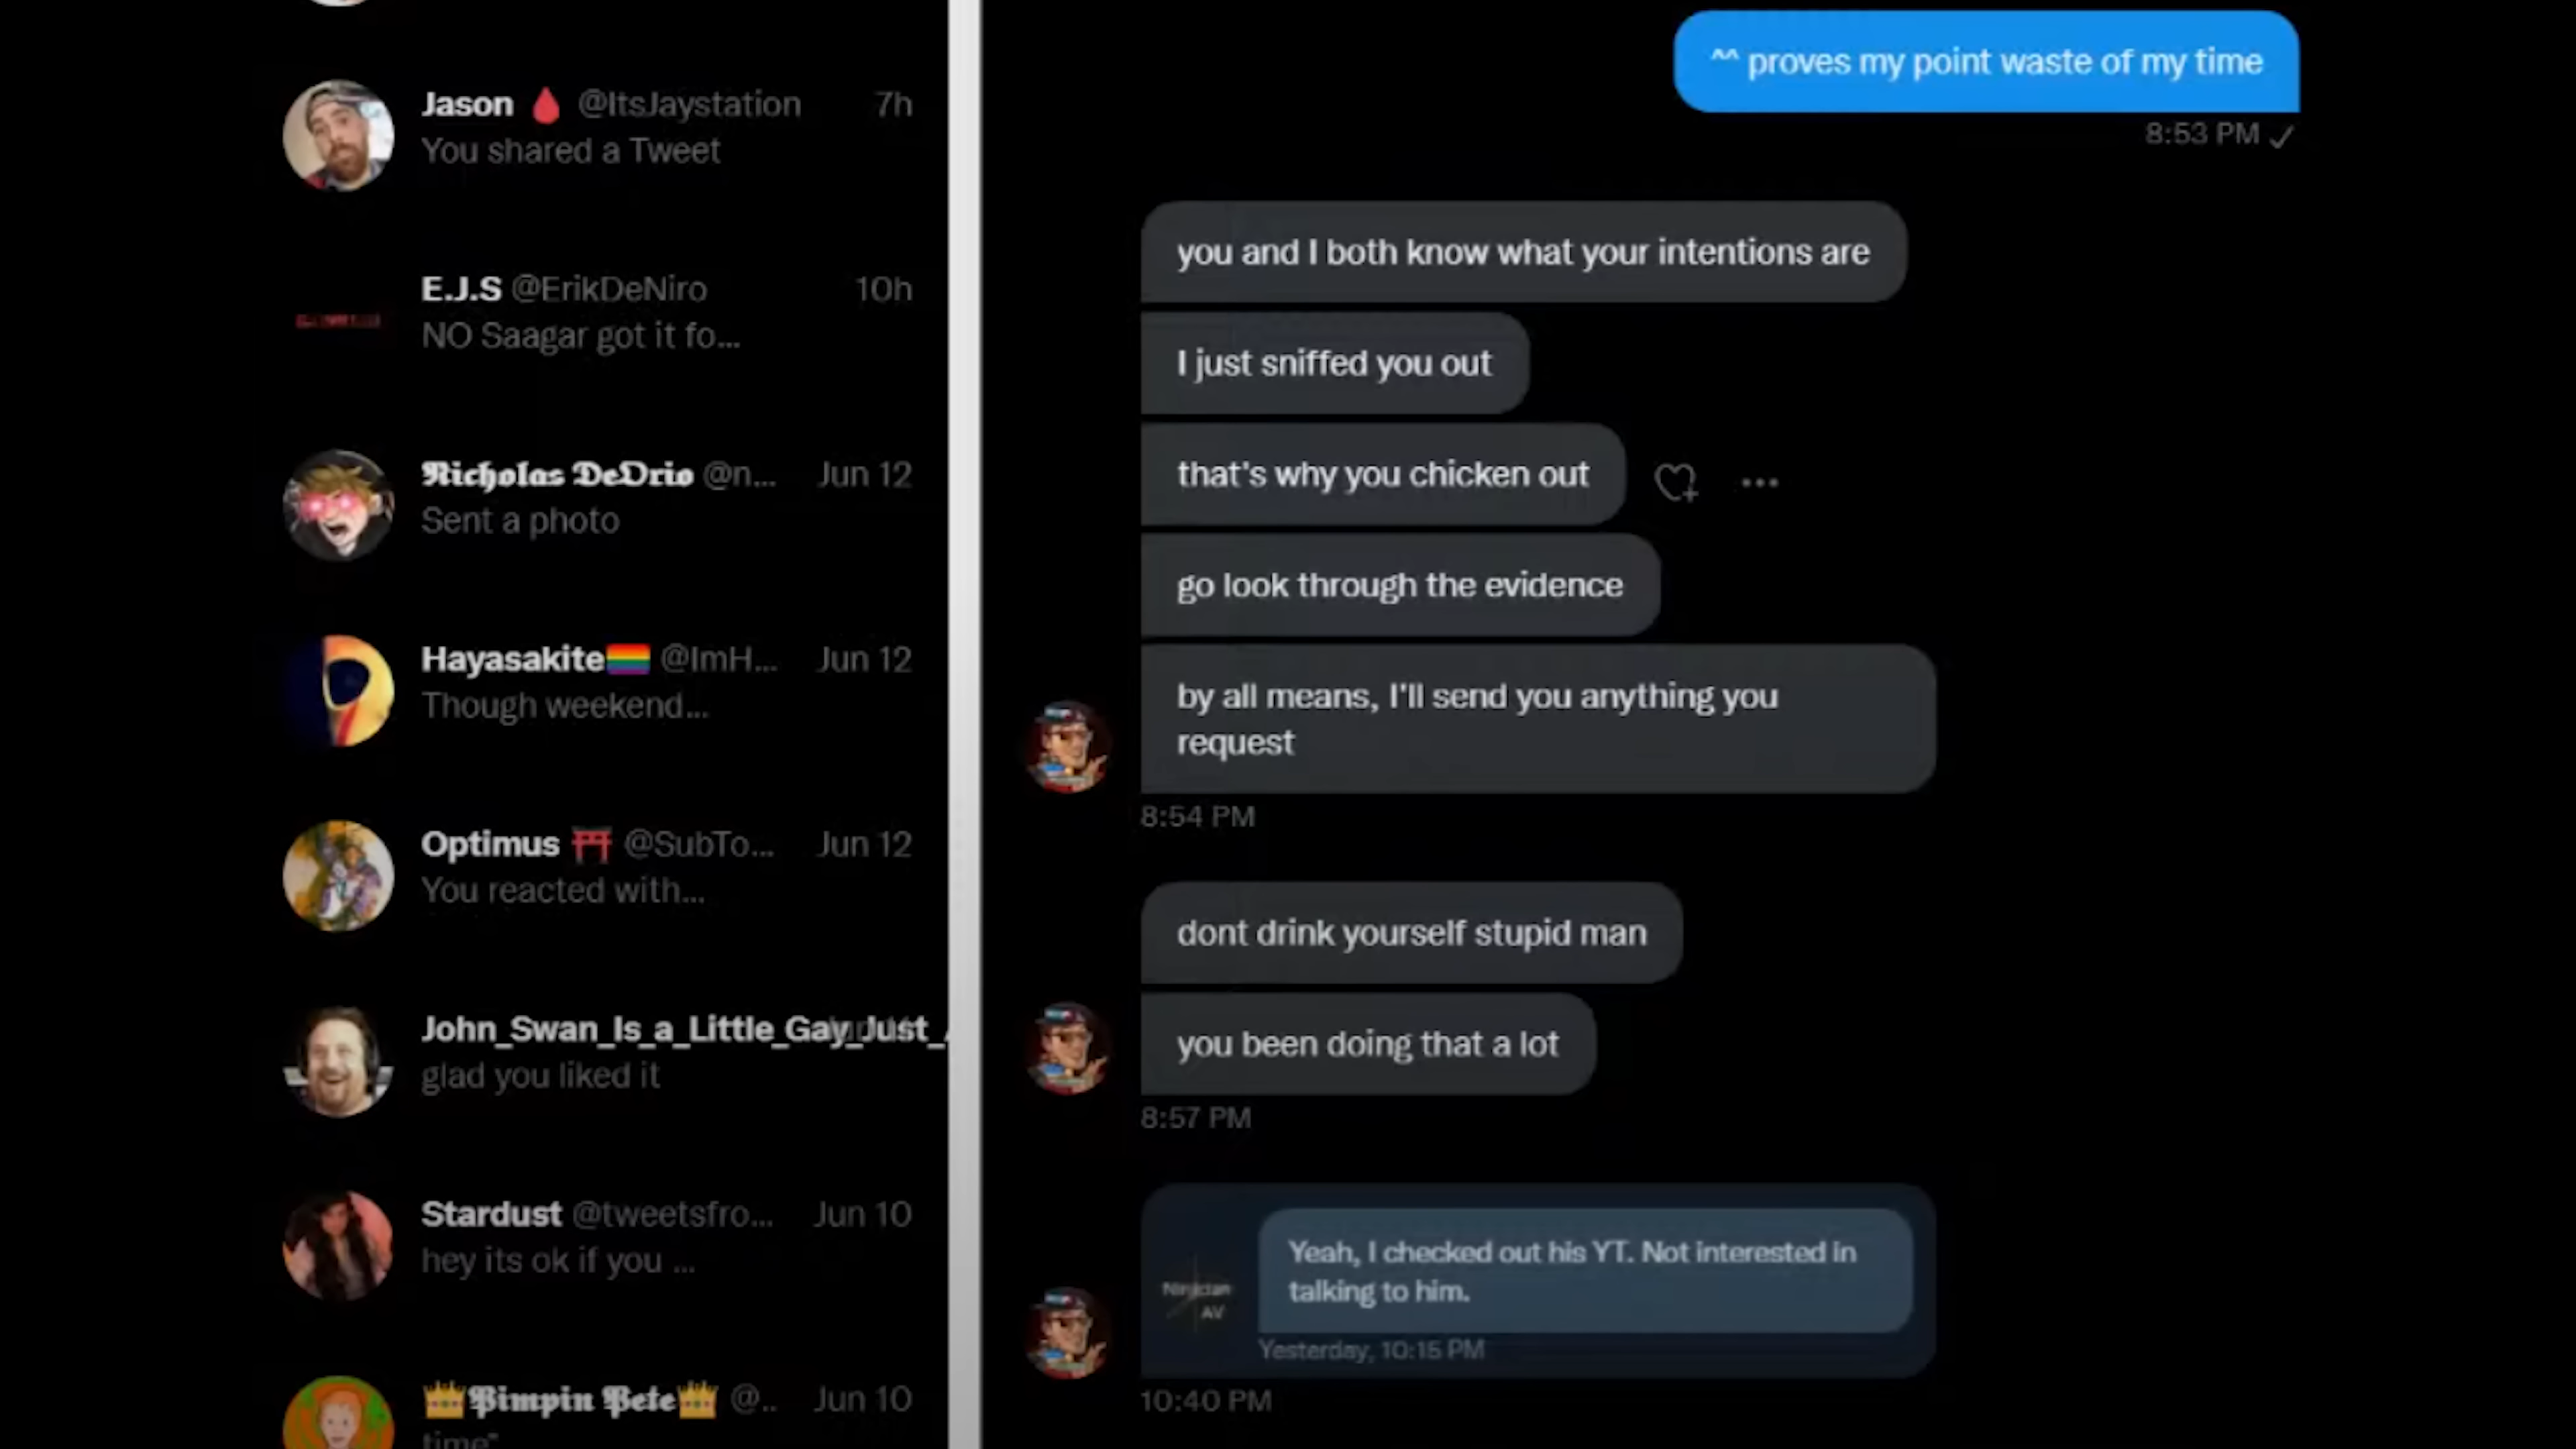 Jason 🩸 @ItsJaystation 7h
You shared a Tweet
E.J.S @ErikDeNiro 10h
NO Saagar got it fo...
𝕹𝖎𝖈𝖍𝖔𝖑𝖆𝖘 𝕯𝖊𝕺𝖗𝖎𝖔 @n... Jun 12
Sent a photo
Hayasakite🏳️‍🌈 @ImH... Jun 12
Though weekend...
Optimus ⛩️ @SubTo... Jun 12
You reacted with...
John_Swan_Is_a_Little_Gay_Just_
glad you liked it
Stardust @tweetsfro... Jun 10
hey its ok if you ...
👑𝕻𝖎𝖒𝖕𝖎𝖓 𝕻𝖊𝖙𝖊👑 @.. Jun 10
time"
^^ proves my point waste of my time
8:53 PM ✓
you and I both know what your intentions are
I just sniffed you out
that's why you chicken out
go look through the evidence
by all means, I'll send you anything you
request
8:54 PM
dont drink yourself stupid man
you been doing that a lot
8:57 PM
AV
Yeah, I checked out his YT. Not interested in
talking to him.
Yesterday, 10:15 PM
10:40 PM